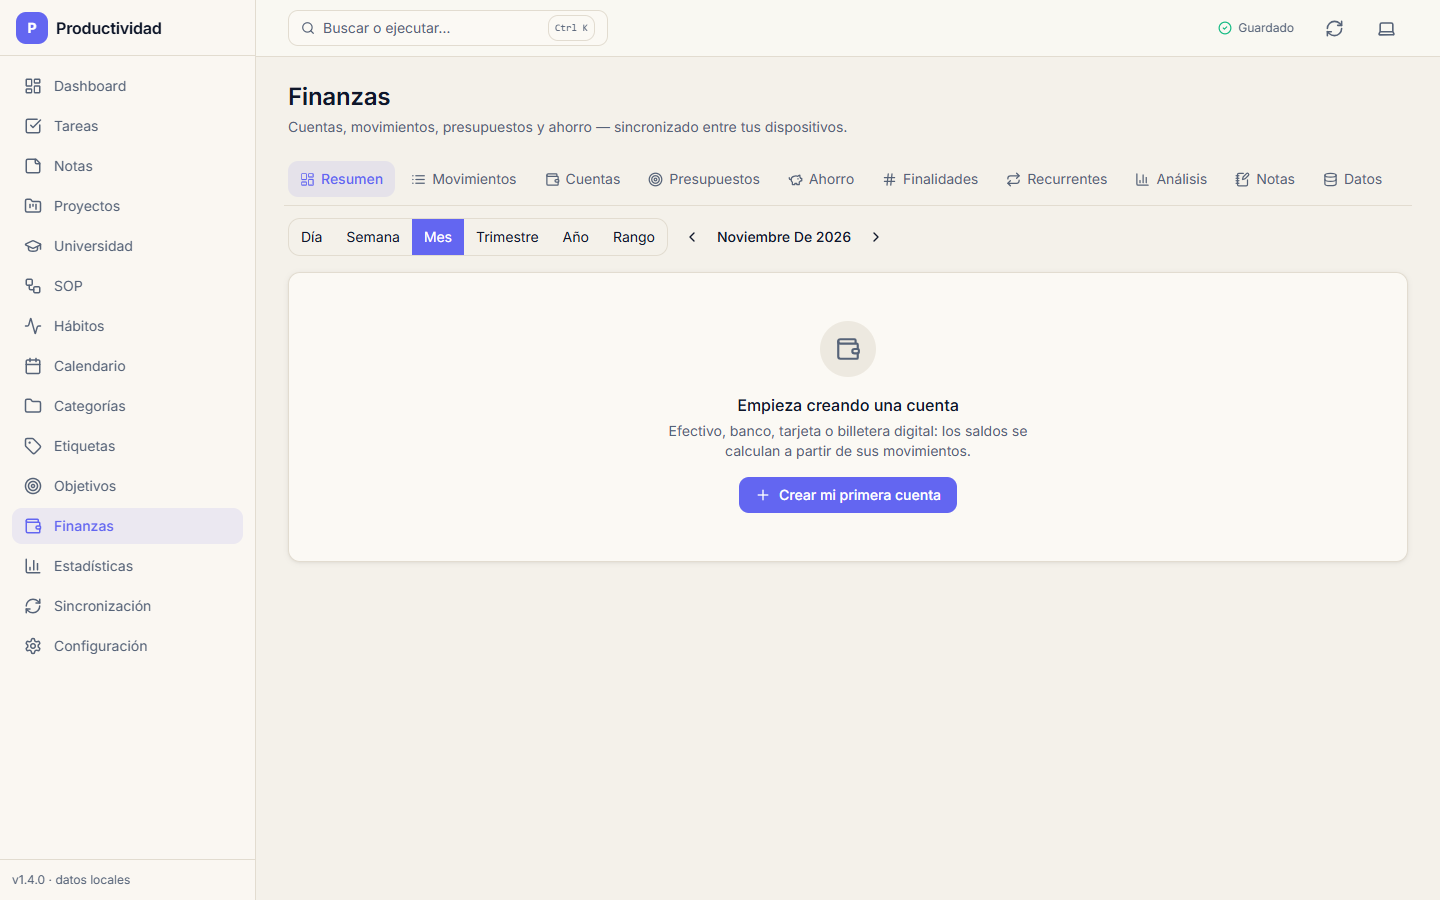 P Productividad
Buscar o ejecutar... Ctrl K
Guardado
Dashboard
Tareas
Notas
Proyectos
Universidad
SOP
Hábitos
Calendario
Categorías
Etiquetas
Objetivos
Finanzas
Estadísticas
Sincronización
Configuración
v1.4.0 · datos locales
Finanzas
Cuentas, movimientos, presupuestos y ahorro — sincronizado entre tus dispositivos.
Resumen Movimientos Cuentas Presupuestos Ahorro Finalidades Recurrentes Análisis Notas Datos
Día Semana Mes Trimestre Año Rango Noviembre De 2026
Empieza creando una cuenta
Efectivo, banco, tarjeta o billetera digital: los saldos se
calculan a partir de sus movimientos.
Crear mi primera cuenta